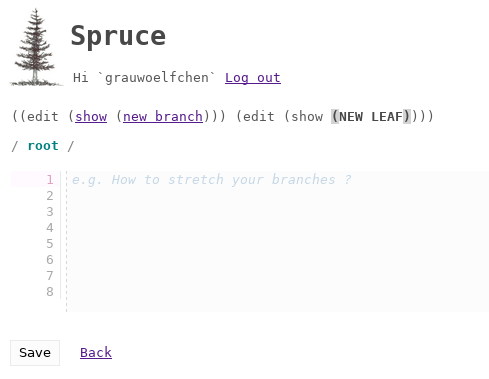 Spruce
Hi `grauwoelfchen` Log out
((edit (show (new branch))) (edit (show (NEW LEAF))))
/ root /
1 e.g. How to stretch your branches ?
2
3
4
5
6
7
8
Save Back